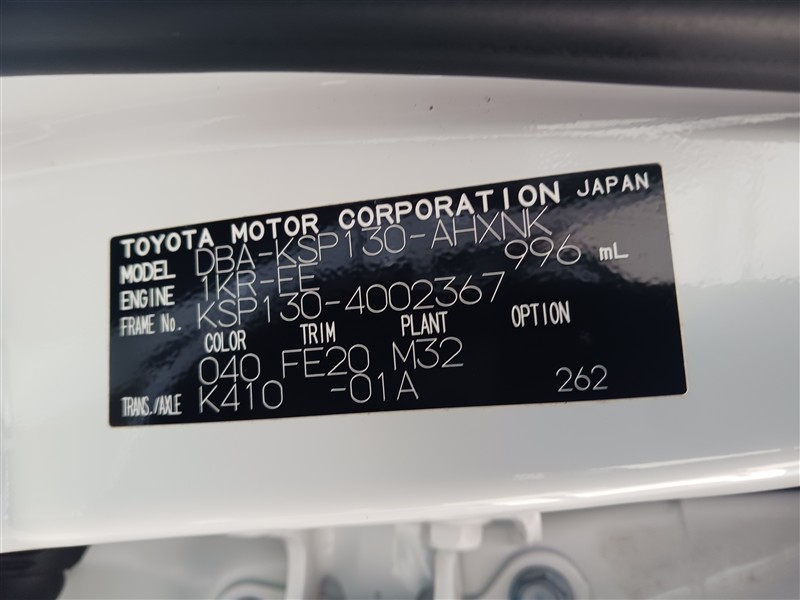 TOYOTA MOTOR CORPORATION JAPAN
MODEL DBA-KSP130-AHXNK
ENGINE 1KR-FE 996 mL
FRAME No. KSP130-4002367
COLOR TRIM PLANT OPTION
040 FE20 M32
TRANS./AXLE K410 -01A 262